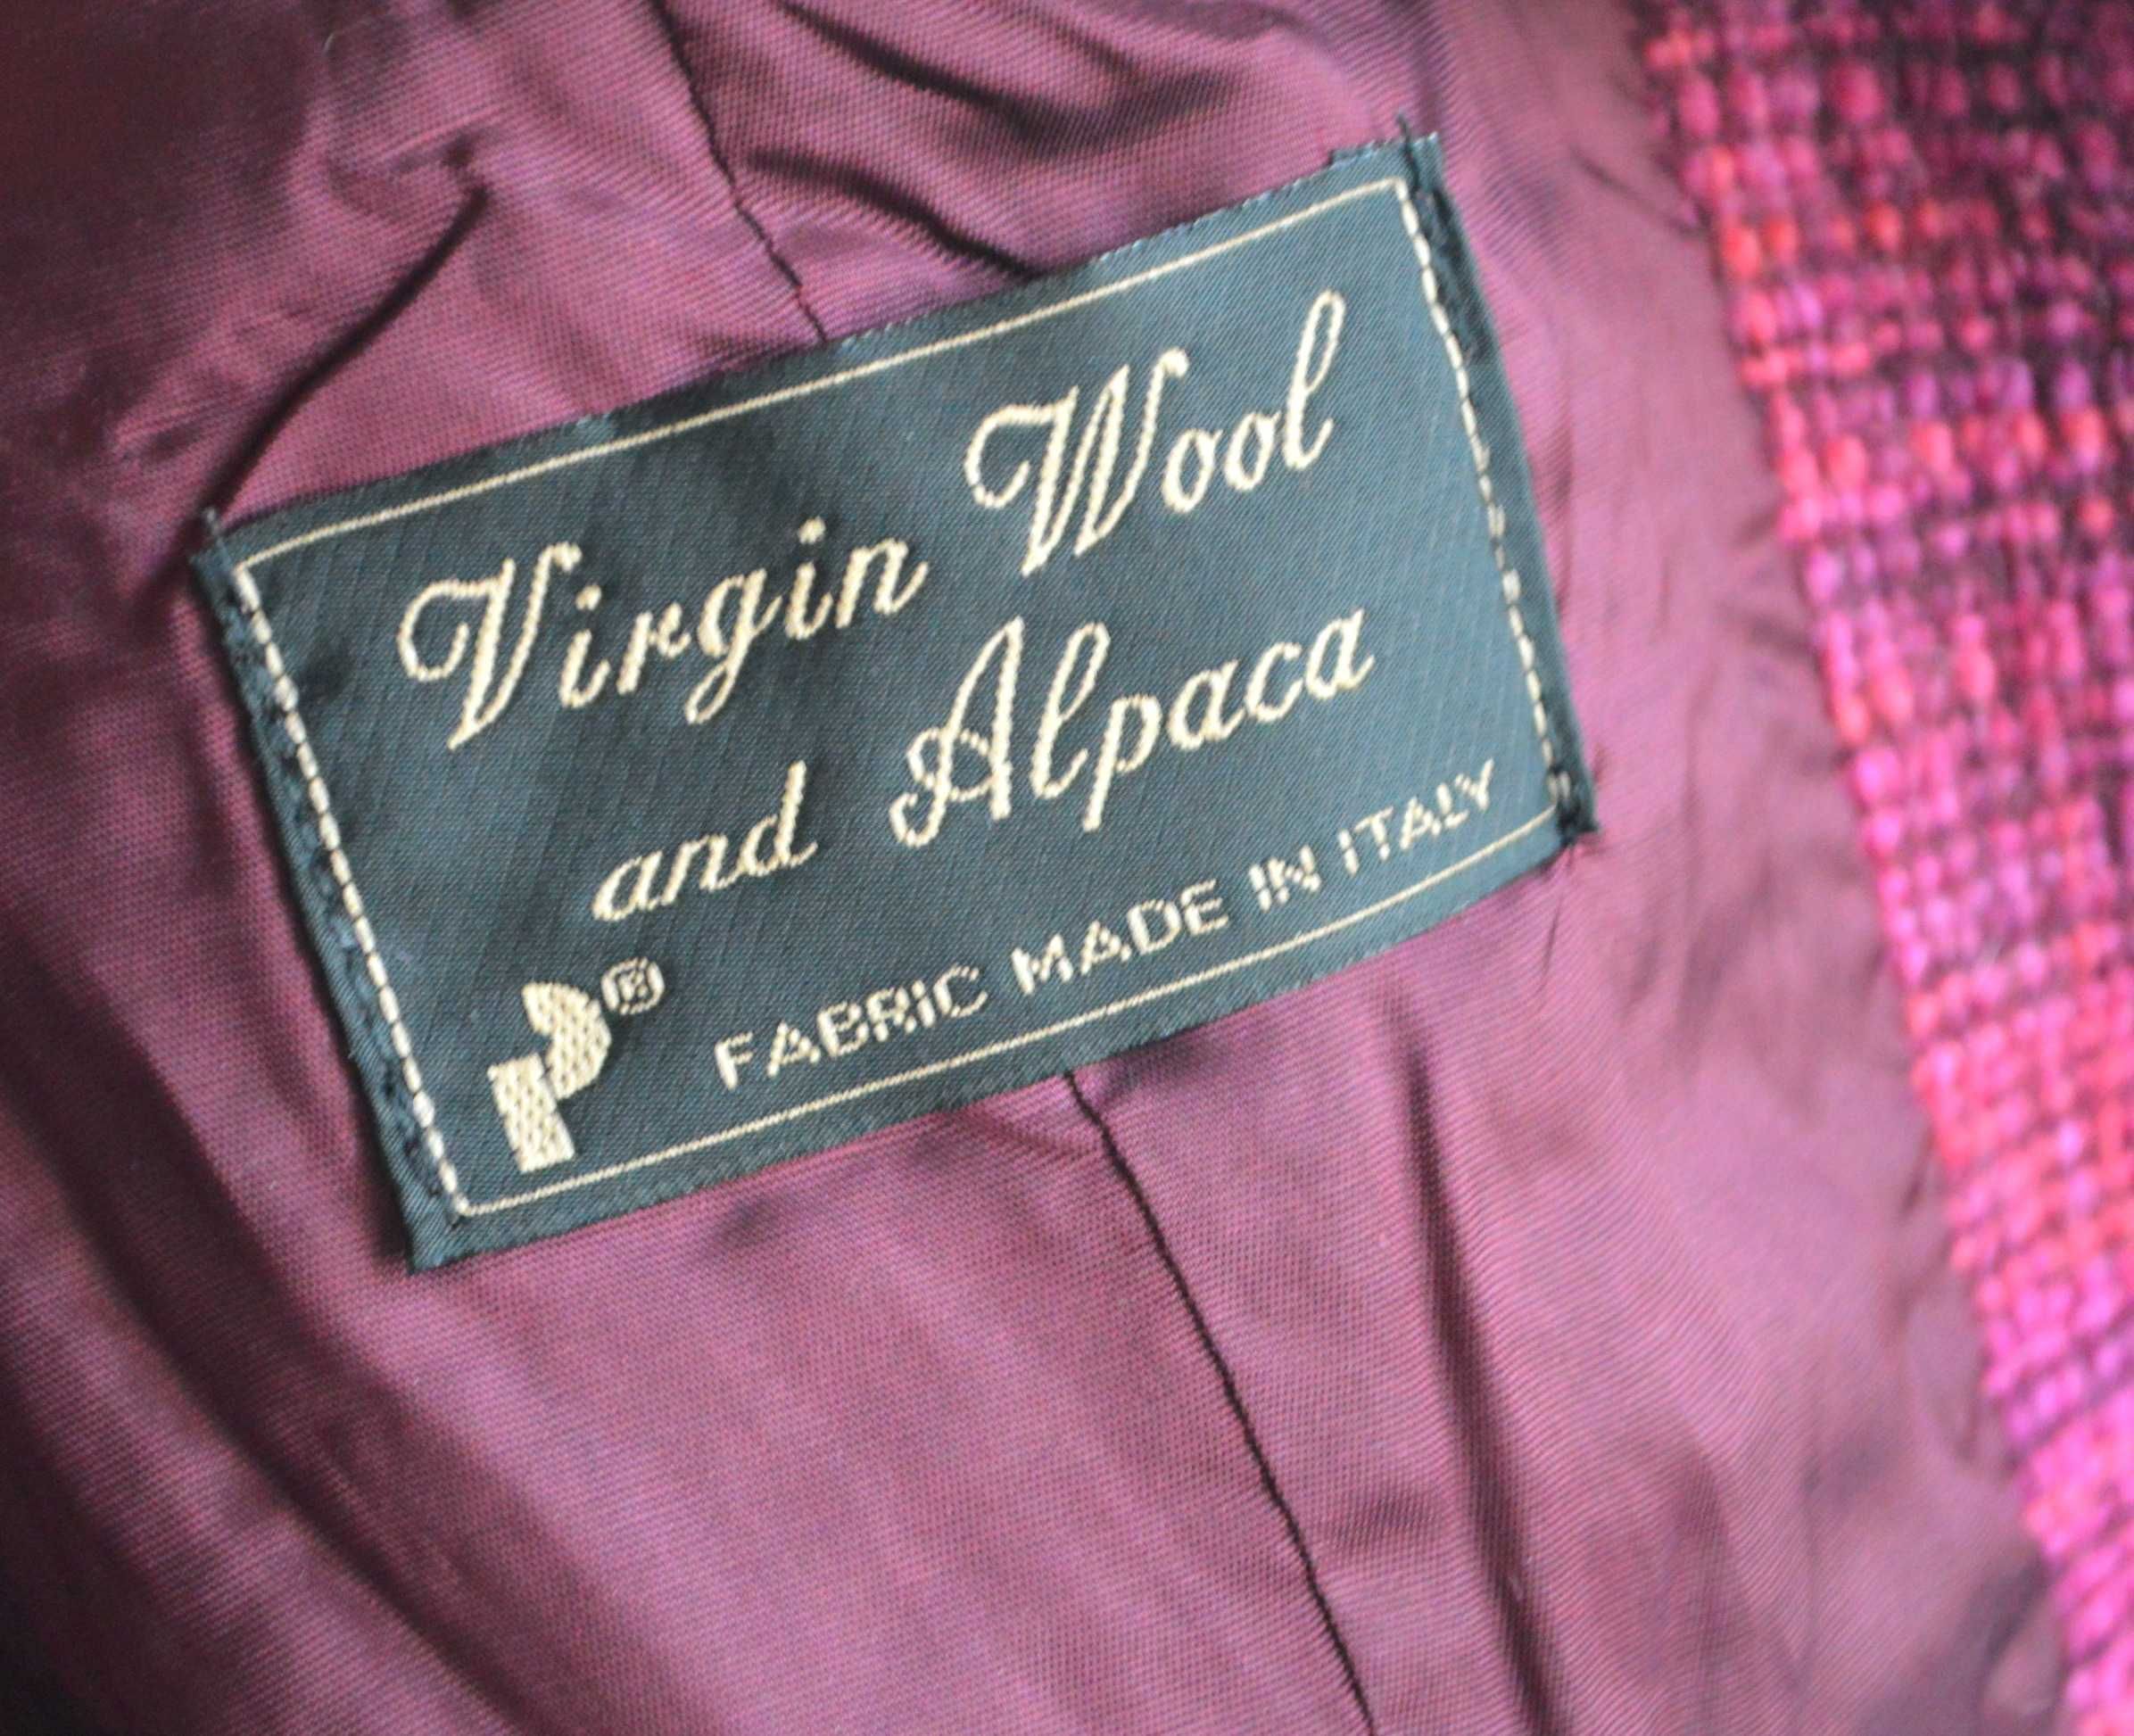 Virgin Wool
and Alpaca
P®
FABRIC MADE IN ITALY